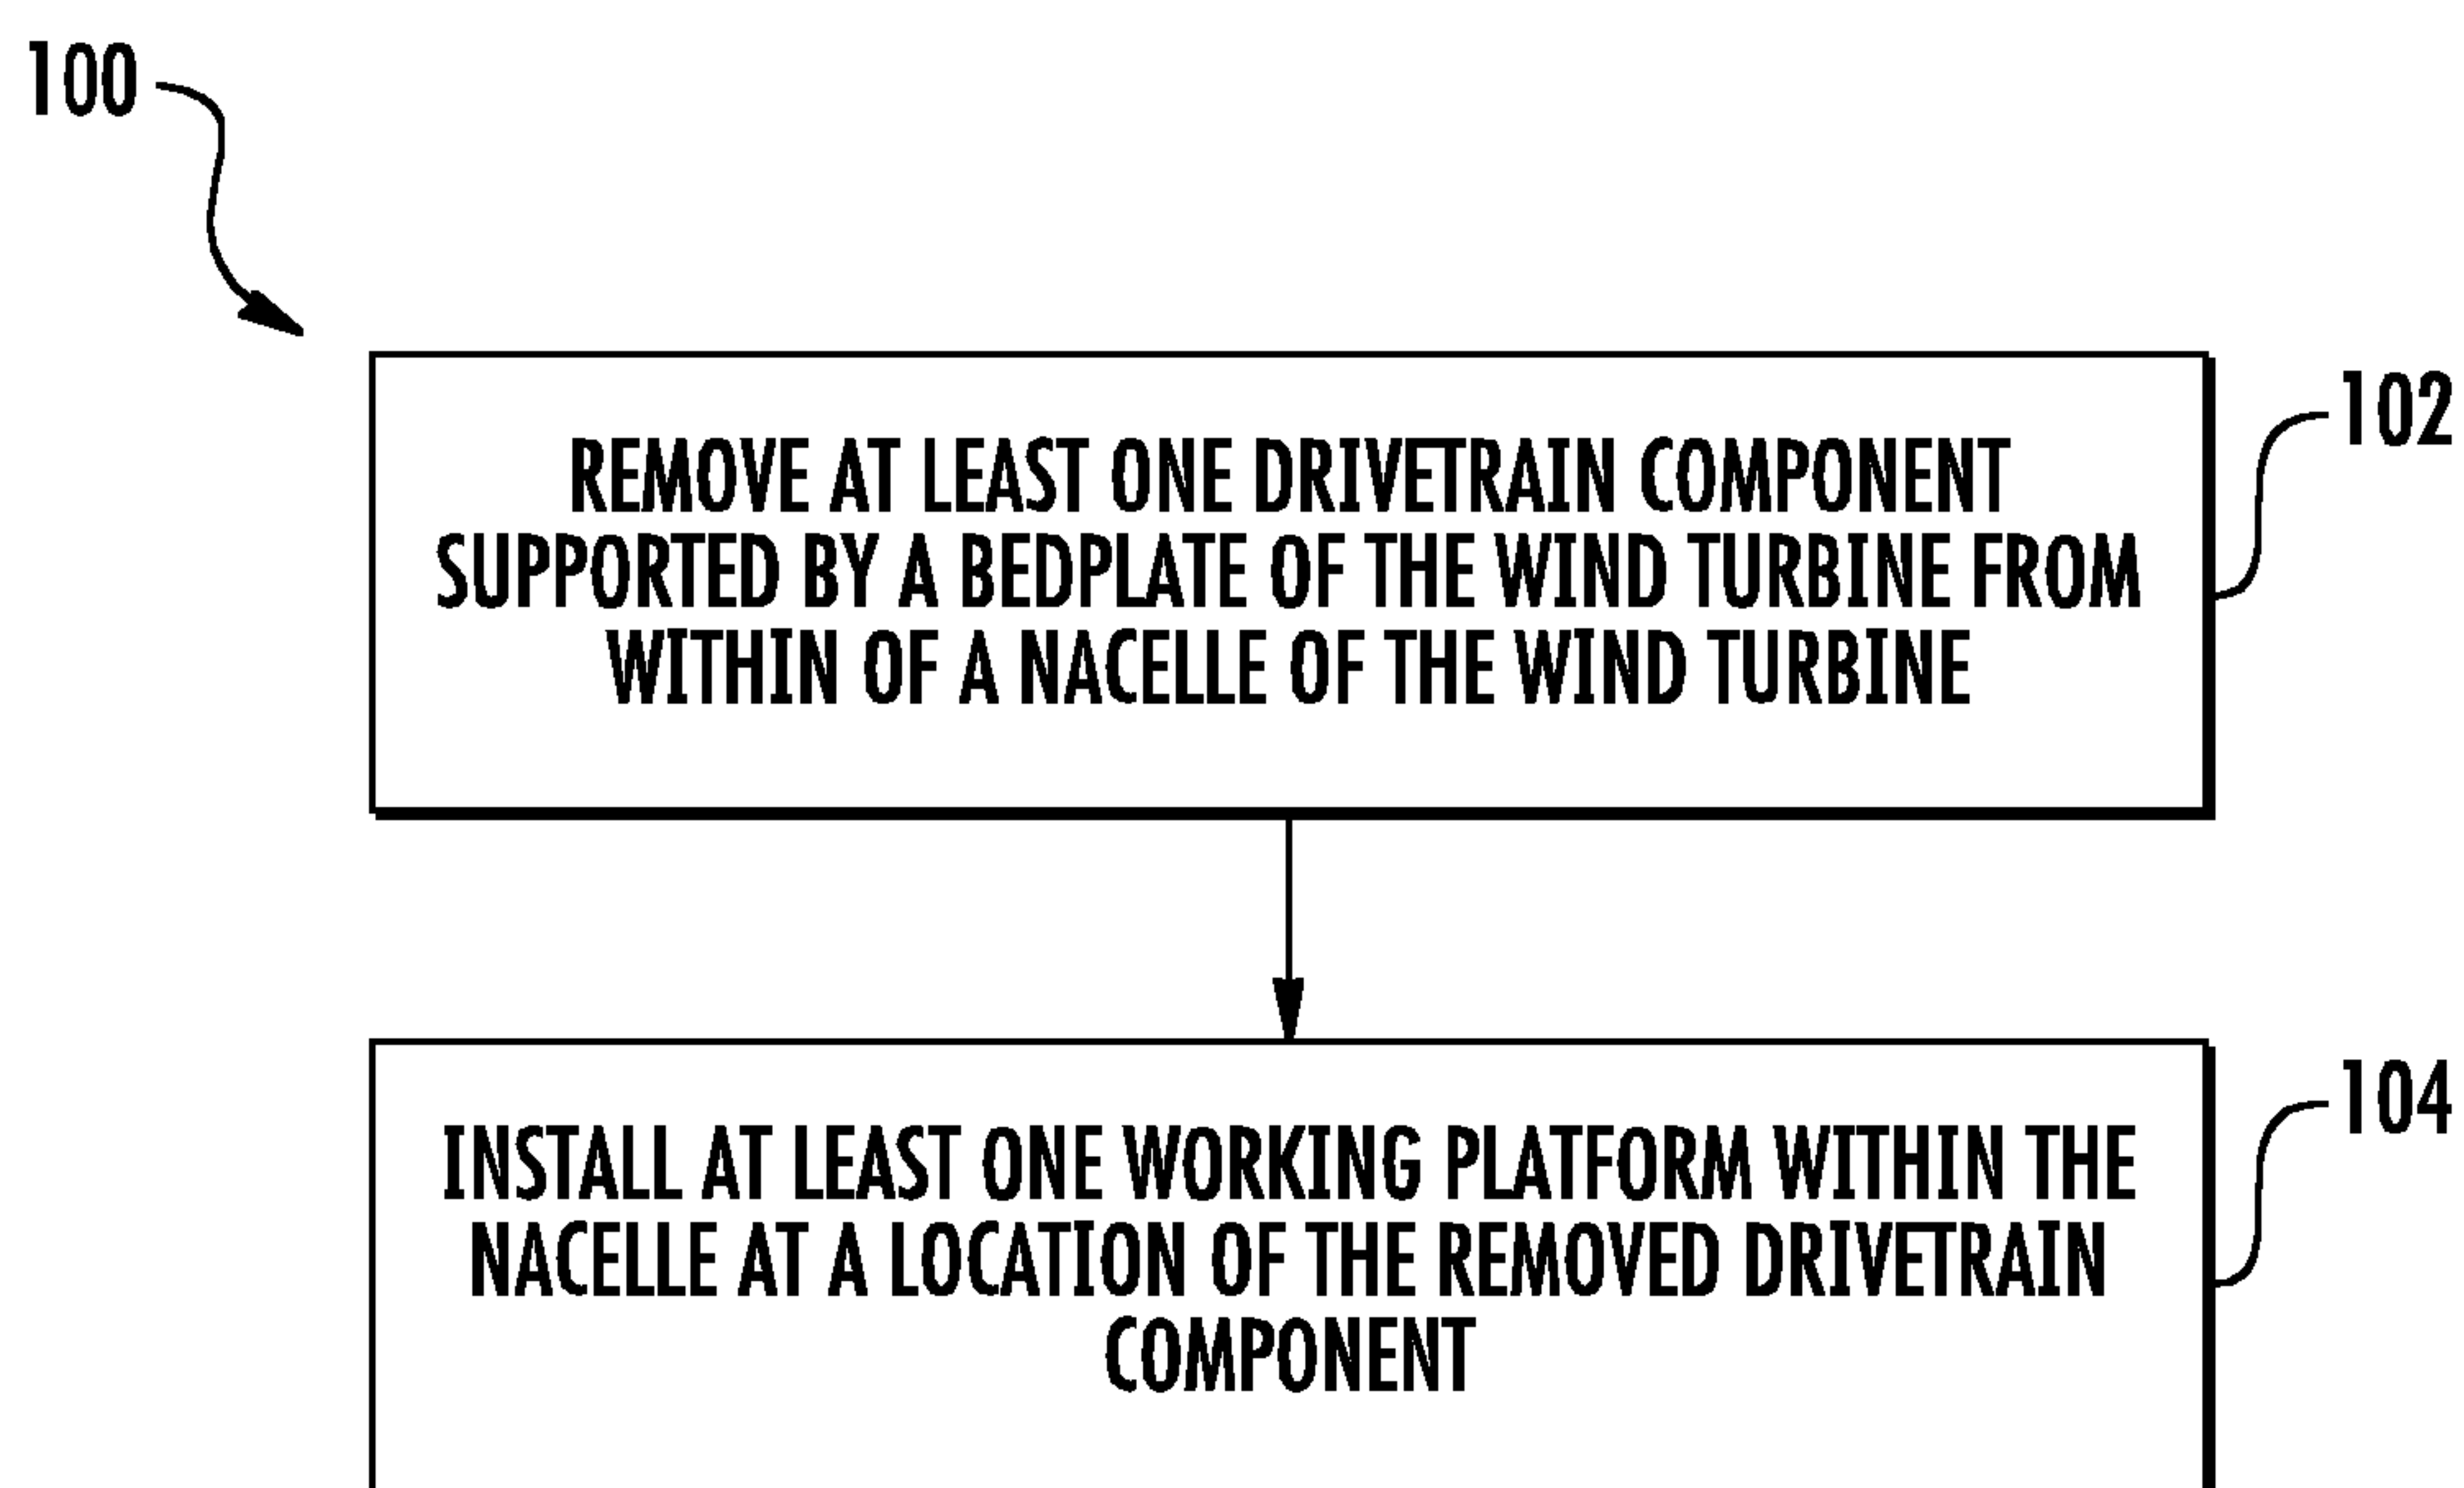 100
102
REMOVE AT LEAST ONE DRIVETRAIN COMPONENT
SUPPORTED BY A BEDPLATE OF THE WIND TURBINE FROM
WITHIN OF A NACELLE OF THE WIND TURBINE
104
INSTALL AT LEAST ONE WORKING PLATFORM WITHIN THE
NACELLE AT A LOCATION OF THE REMOVED DRIVETRAIN
COMPONENT